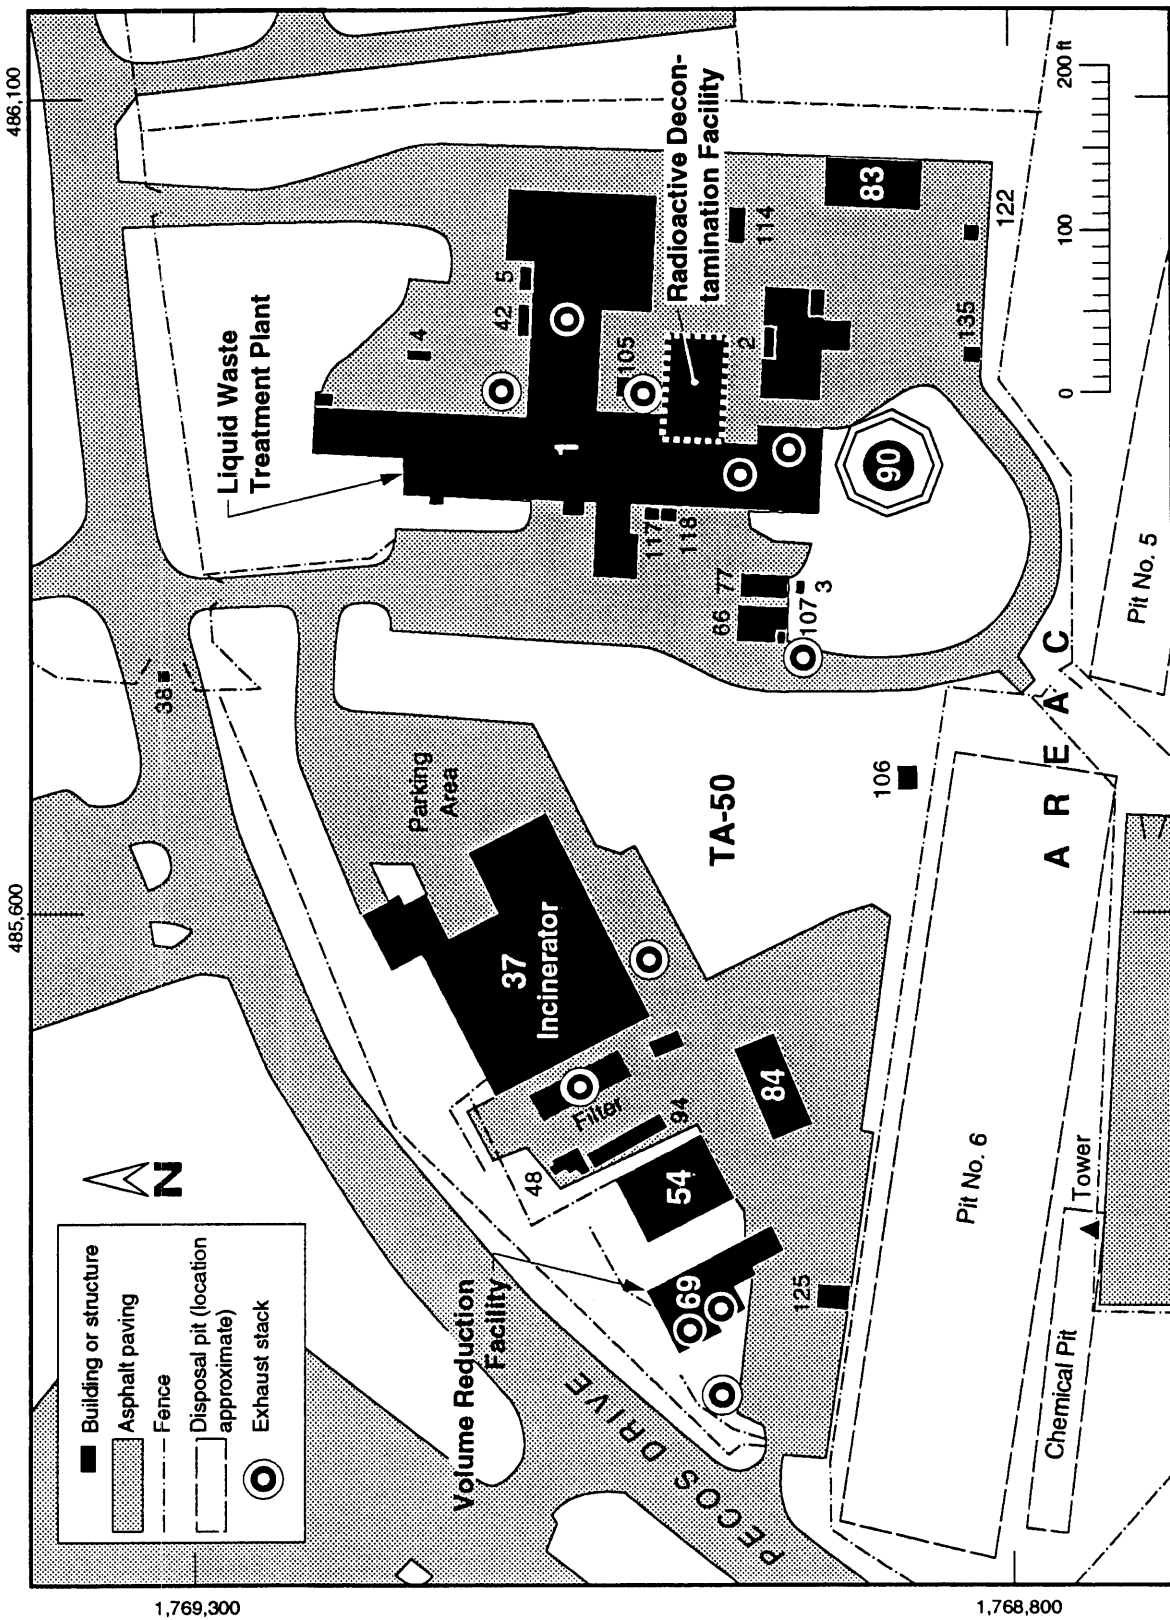 486,100
485,600
1,769,300
1,768,800
Building or structure
Asphalt paving
Fence
Disposal pit (location
approximate)
Exhaust stack
N
Liquid Waste
Treatment Plant
Radioactive Decon-
tamination Facility
Volume Reduction
Facility
PECOS DRIVE
Parking
Area
37
Incinerator
Filter
TA-50
AREA C
Pit No. 5
Pit No. 6
Chemical Pit
Tower
38
4
42
5
1
105
2
114
83
122
135
90
117
118
77
66
107
3
106
84
94
48
54
69
125
0
100
200 ft